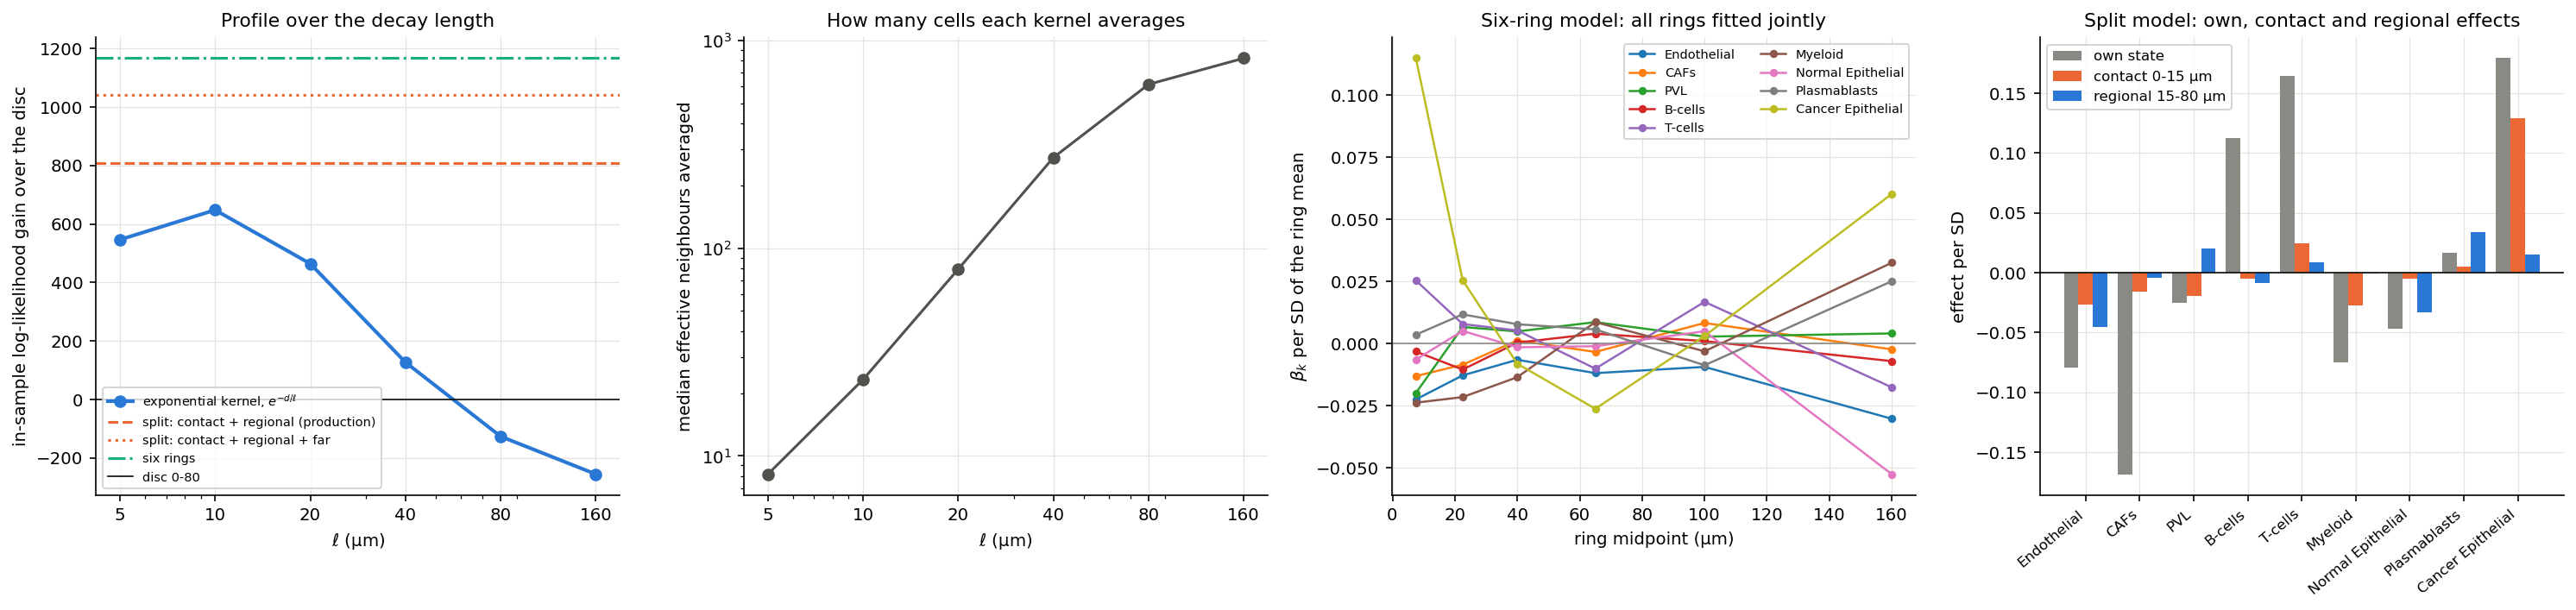 Profile over the decay length
in-sample log-likelihood gain over the disc
1200
1000
800
600
400
200
0
−200
exponential kernel, e^{−d/ℓ}
split: contact + regional (production)
split: contact + regional + far
six rings
disc 0-80
5 10 20 40 80 160
ℓ (µm)
How many cells each kernel averages
median effective neighbours averaged
10³
10²
10¹
5 10 20 40 80 160
ℓ (µm)
Six-ring model: all rings fitted jointly
βₖ per SD of the ring mean
0.100
0.075
0.050
0.025
0.000
−0.025
−0.050
Endothelial
CAFs
PVL
B-cells
T-cells
Myeloid
Normal Epithelial
Plasmablasts
Cancer Epithelial
0 20 40 60 80 100 120 140 160
ring midpoint (µm)
Split model: own, contact and regional effects
effect per SD
0.15
0.10
0.05
0.00
−0.05
−0.10
−0.15
own state
contact 0-15 µm
regional 15-80 µm
Endothelial
CAFs
PVL
B-cells
T-cells
Myeloid
Normal Epithelial
Plasmablasts
Cancer Epithelial